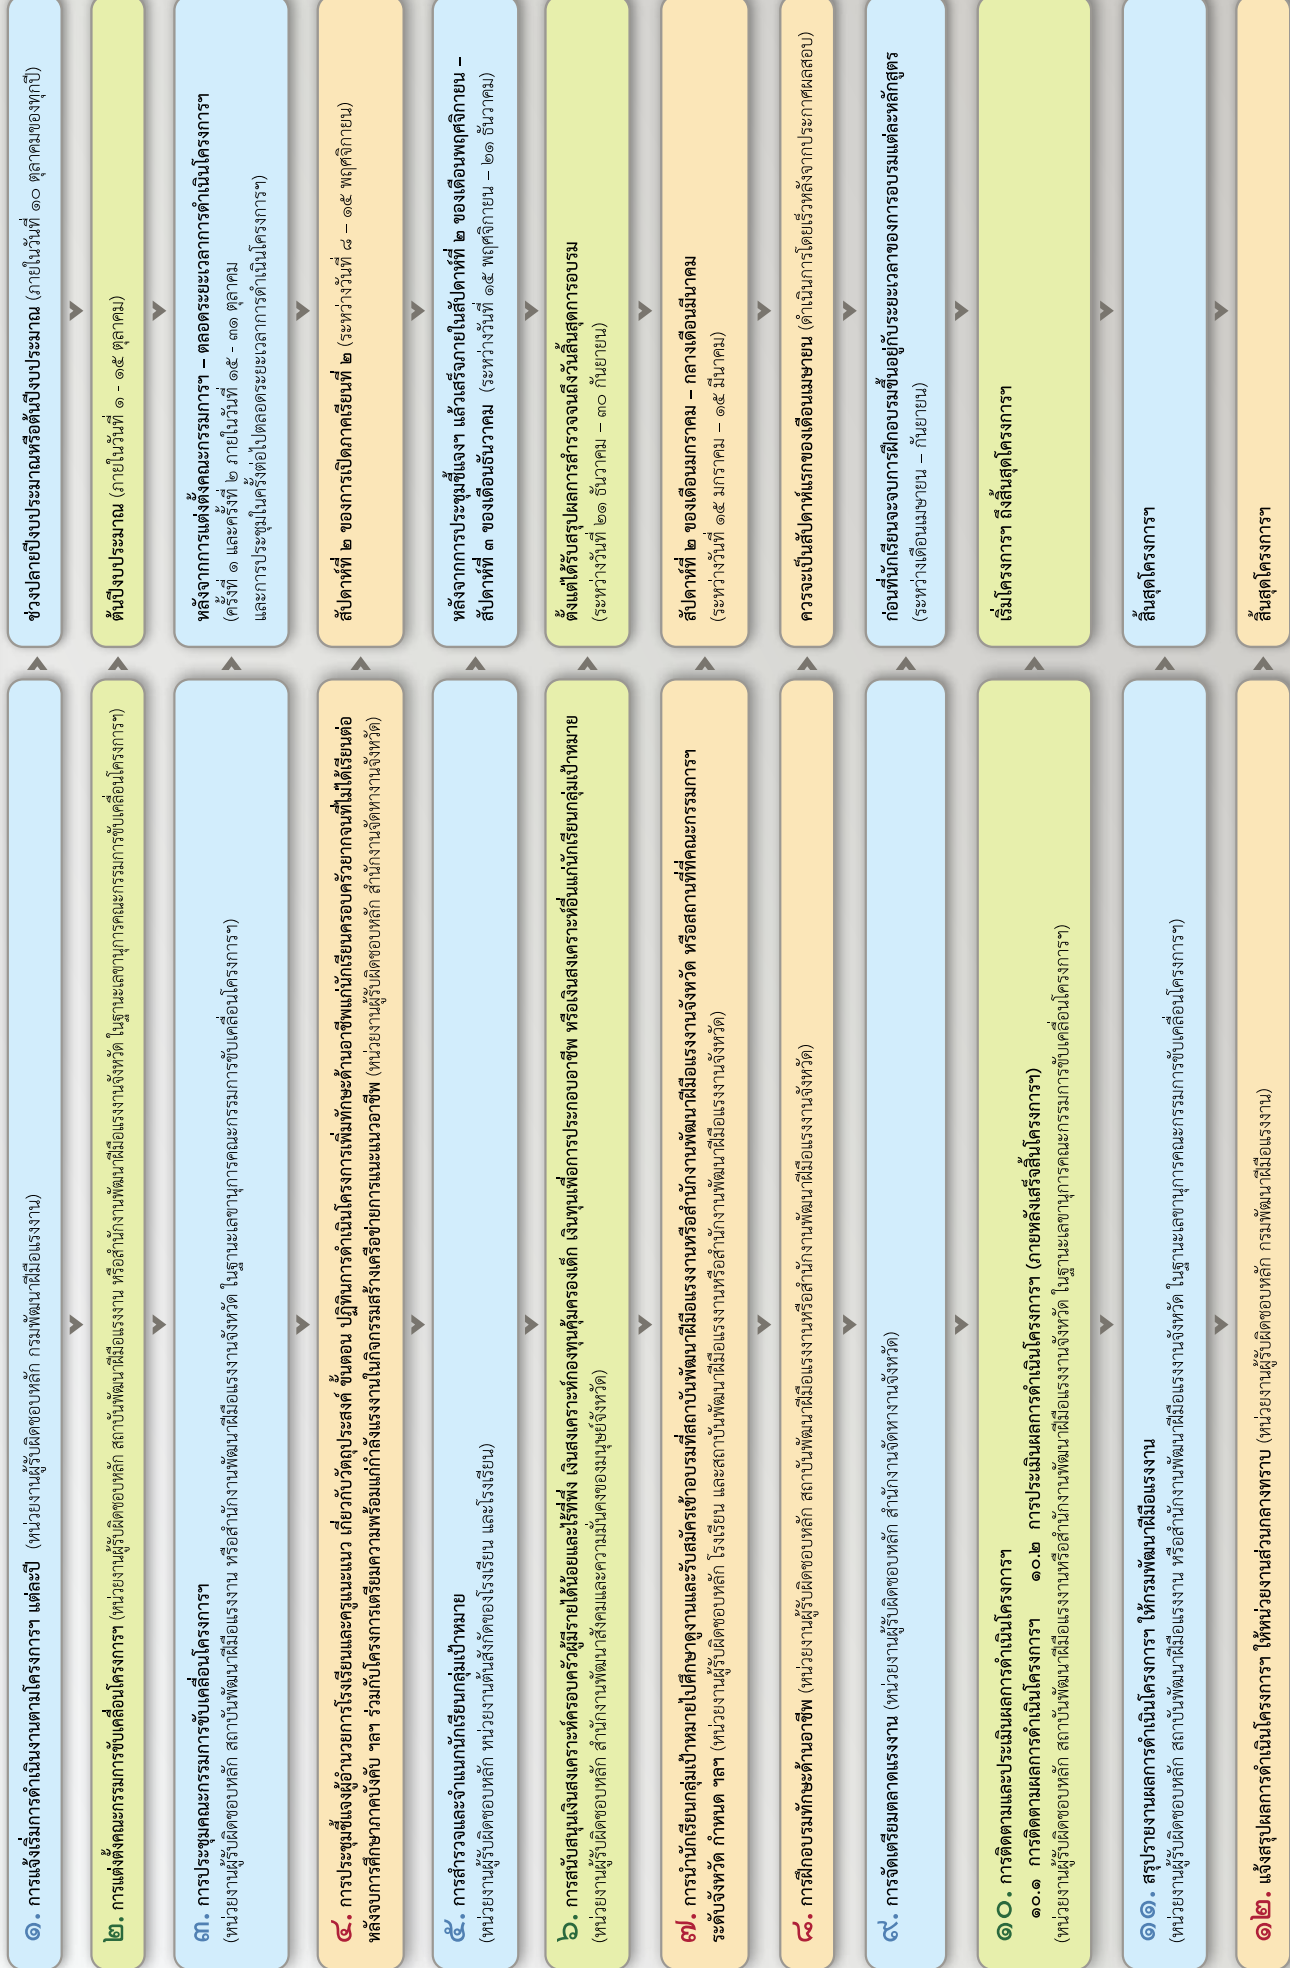 ๑. การแจ้งเริ่มการดำเนินงานตามโครงการฯ แต่ละปี (หน่วยงานผู้รับผิดชอบหลัก กรมพัฒนาฝีมือแรงงาน)
ช่วงปลายปีงบประมาณหรือต้นปีงบประมาณ (ภายในวันที่ ๑๐ ตุลาคมของทุกปี)
๒. การแต่งตั้งคณะกรรมการขับเคลื่อนโครงการฯ (หน่วยงานผู้รับผิดชอบหลัก สถาบันพัฒนาฝีมือแรงงาน หรือสำนักงานพัฒนาฝีมือแรงงานจังหวัด ในฐานะเลขานุการคณะกรรมการขับเคลื่อนโครงการฯ)
ต้นปีงบประมาณ (ภายในวันที่ ๑ - ๑๕ ตุลาคม)
๓. การประชุมคณะกรรมการขับเคลื่อนโครงการฯ
(หน่วยงานผู้รับผิดชอบหลัก สถาบันพัฒนาฝีมือแรงงาน หรือสำนักงานพัฒนาฝีมือแรงงานจังหวัด ในฐานะเลขานุการคณะกรรมการขับเคลื่อนโครงการฯ)
หลังจากการแต่งตั้งคณะกรรมการฯ – ตลอดระยะเวลาการดำเนินโครงการฯ
(ครั้งที่ ๑ และครั้งที่ ๒ ภายในวันที่ ๑๕ - ๓๑ ตุลาคม
และการประชุมในครั้งต่อไปตลอดระยะเวลาการดำเนินโครงการฯ)
๔. การประชุมชี้แจงผู้อำนวยการโรงเรียนและครูแนะแนว เกี่ยวกับวัตถุประสงค์ ขั้นตอน ปฏิทินการดำเนินโครงการเพิ่มทักษะด้านอาชีพแก่นักเรียนครอบครัวยากจนที่ไม่ได้เรียนต่อ
หลังจบการศึกษาภาคบังคับ ฯลฯ ร่วมกับโครงการเตรียมความพร้อมแก่กำลังแรงงานในกิจกรรมสร้างเครือข่ายการแนะแนวอาชีพ (หน่วยงานผู้รับผิดชอบหลัก สำนักงานจัดหางานจังหวัด)
สัปดาห์ที่ ๒ ของการเปิดภาคเรียนที่ ๒ (ระหว่างวันที่ ๘ – ๑๕ พฤศจิกายน)
๕. การสำรวจและจำแนกนักเรียนกลุ่มเป้าหมาย
(หน่วยงานผู้รับผิดชอบหลัก หน่วยงานต้นสังกัดของโรงเรียน และโรงเรียน)
หลังจากการประชุมชี้แจงฯ แล้วเสร็จภายในสัปดาห์ที่ ๒ ของเดือนพฤศจิกายน –
สัปดาห์ที่ ๓ ของเดือนธันวาคม (ระหว่างวันที่ ๑๕ พฤศจิกายน – ๒๑ ธันวาคม)
๖. การสนับสนุนเงินสงเคราะห์ครอบครัวผู้มีรายได้น้อยและไร้ที่พึ่ง เงินสงเคราะห์กองทุนคุ้มครองเด็ก เงินทุนเพื่อการประกอบอาชีพ หรือเงินสงเคราะห์อื่นแก่นักเรียนกลุ่มเป้าหมาย
(หน่วยงานผู้รับผิดชอบหลัก สำนักงานพัฒนาสังคมและความมั่นคงของมนุษย์จังหวัด)
ตั้งแต่ได้รับสรุปผลการสำรวจจนถึงวันสิ้นสุดการอบรม
(ระหว่างวันที่ ๒๑ ธันวาคม – ๓๐ กันยายน)
๗. การนำนักเรียนกลุ่มเป้าหมายไปศึกษาดูงานและรับสมัครเข้าอบรมที่สถาบันพัฒนาฝีมือแรงงานหรือสำนักงานพัฒนาฝีมือแรงงานจังหวัด หรือสถานที่ที่คณะกรรมการฯ
ระดับจังหวัด กำหนด ฯลฯ (หน่วยงานผู้รับผิดชอบหลัก โรงเรียน และสถาบันพัฒนาฝีมือแรงงานหรือสำนักงานพัฒนาฝีมือแรงงานจังหวัด)
สัปดาห์ที่ ๒ ของเดือนมกราคม – กลางเดือนมีนาคม
(ระหว่างวันที่ ๑๕ มกราคม – ๑๕ มีนาคม)
๘. การฝึกอบรมทักษะด้านอาชีพ (หน่วยงานผู้รับผิดชอบหลัก สถาบันพัฒนาฝีมือแรงงานหรือสำนักงานพัฒนาฝีมือแรงงานจังหวัด)
ควรจะเป็นสัปดาห์แรกของเดือนเมษายน (ดำเนินการโดยเร็วหลังจากประกาศผลสอบ)
๙. การจัดเตรียมตลาดแรงงาน (หน่วยงานผู้รับผิดชอบหลัก สำนักงานจัดหางานจังหวัด)
ก่อนที่นักเรียนจะจบการฝึกอบรมขึ้นอยู่กับระยะเวลาของการอบรมแต่ละหลักสูตร
(ระหว่างเดือนเมษายน – กันยายน)
๑๐. การติดตามและประเมินผลการดำเนินโครงการฯ
๑๐.๑ การติดตามผลการดำเนินโครงการฯ ๑๐.๒ การประเมินผลการดำเนินโครงการฯ (ภายหลังเสร็จสิ้นโครงการฯ)
(หน่วยงานผู้รับผิดชอบหลัก สถาบันพัฒนาฝีมือแรงงานหรือสำนักงานพัฒนาฝีมือแรงงานจังหวัด ในฐานะเลขานุการคณะกรรมการขับเคลื่อนโครงการฯ)
เริ่มโครงการฯ ถึงสิ้นสุดโครงการฯ
๑๑. สรุปรายงานผลการดำเนินโครงการฯ ให้กรมพัฒนาฝีมือแรงงาน
(หน่วยงานผู้รับผิดชอบหลัก สถาบันพัฒนาฝีมือแรงงาน หรือสำนักงานพัฒนาฝีมือแรงงานจังหวัด ในฐานะเลขานุการคณะกรรมการขับเคลื่อนโครงการฯ)
สิ้นสุดโครงการฯ
๑๒. แจ้งสรุปผลการดำเนินโครงการฯ ให้หน่วยงานส่วนกลางทราบ (หน่วยงานผู้รับผิดชอบหลัก กรมพัฒนาฝีมือแรงงาน)
สิ้นสุดโครงการฯ